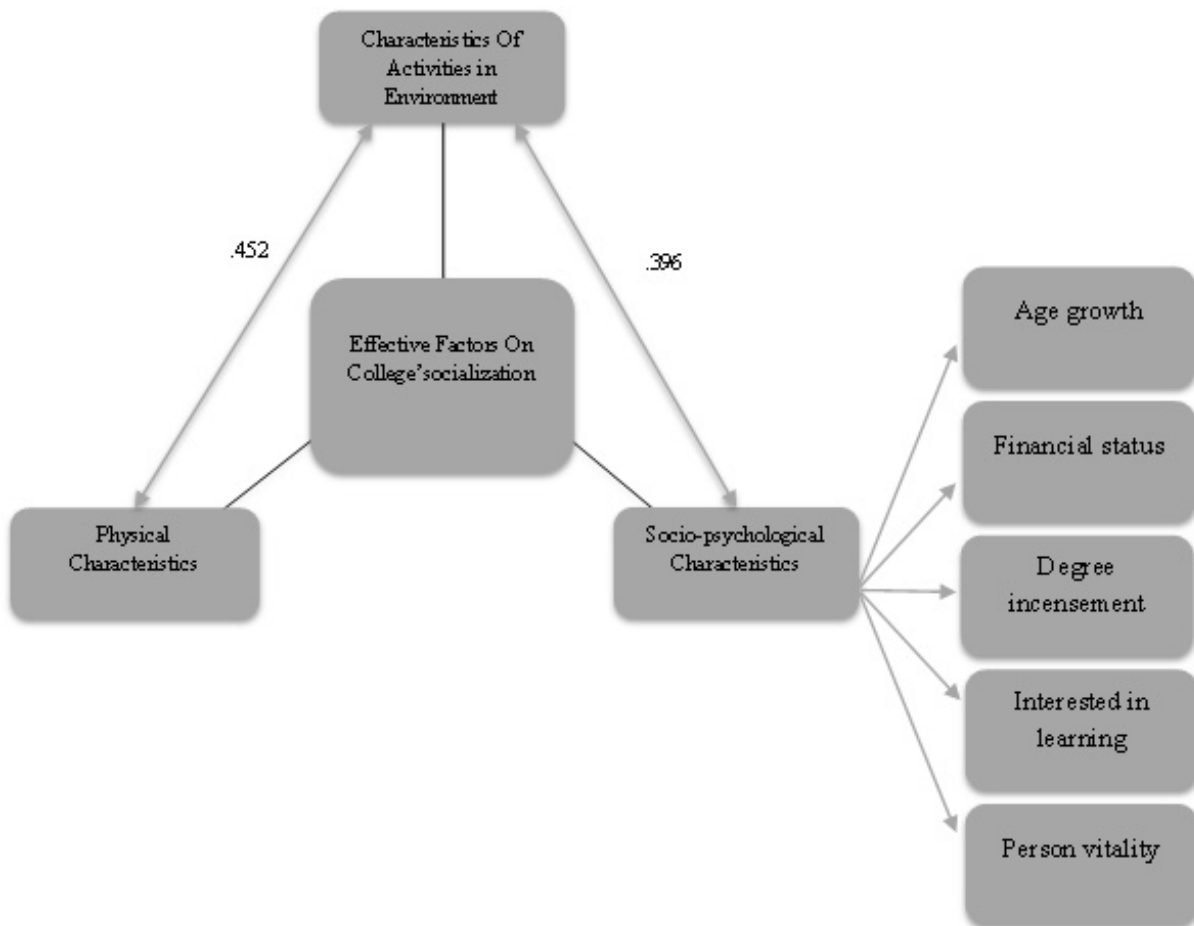 Characteristics Of
Activities in
Environment
.452
.396
Effective Factors On
College'socialization
Physical
Characteristics
Socio-psychological
Characteristics
Age growth
Financial status
Degree
incensement
Interested in
learning
Person vitality